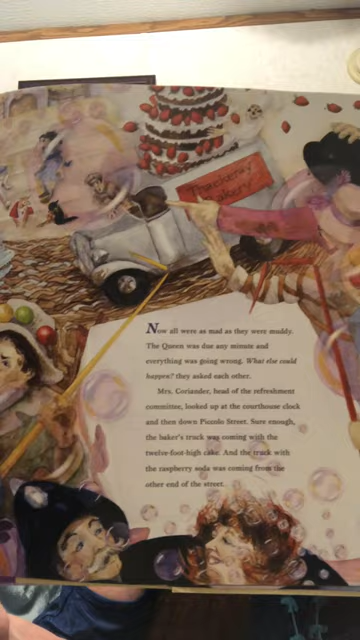 Now all were as mad as they were muddy.
The Queen was due any minute and
everything was going wrong. What else could
happen? they asked each other.
Mrs. Coriander, head of the refreshment
committee, looked up at the courthouse clock
and then down Picardo Street. Sure enough,
the baker's truck was coming with the
twelve-foot-high cake. And the truck with
the raspberry soda was coming from the
other end of the street.